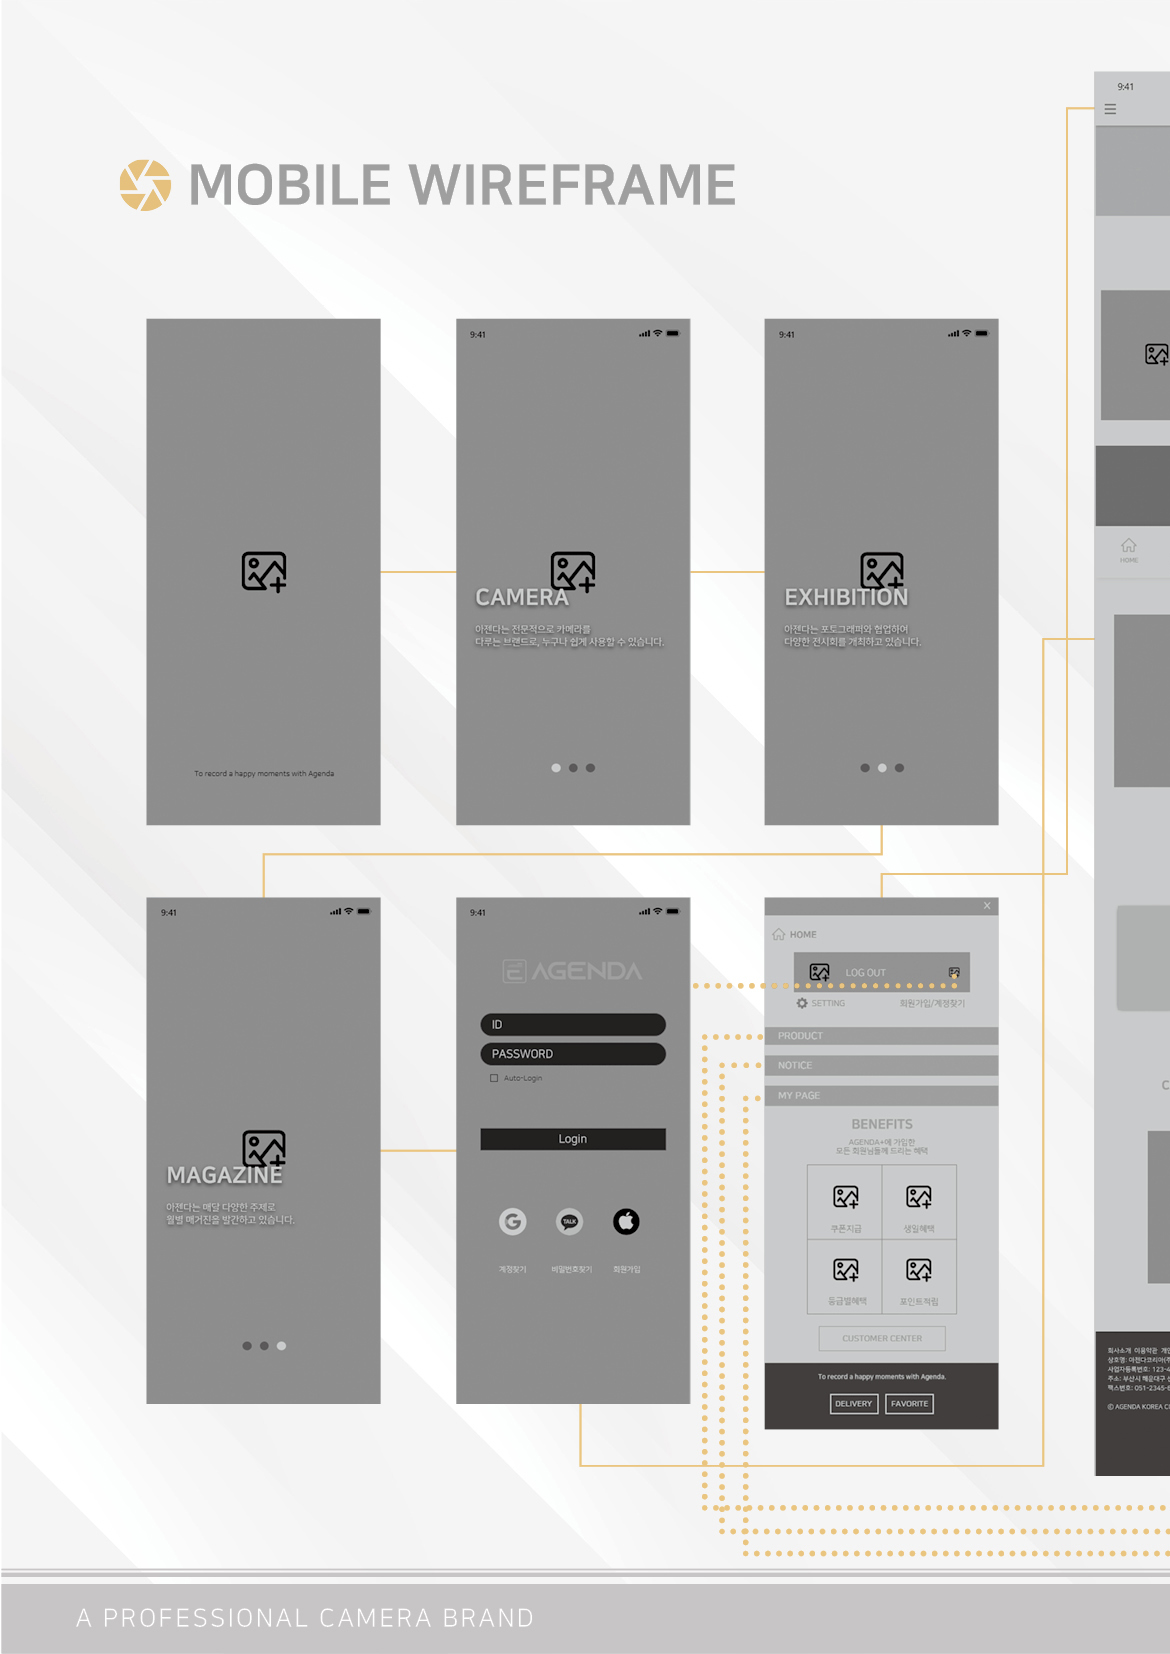 MOBILE WIREFRAME
9:41
To record a happy moments with Agenda
9:41
CAMERA
아젠다는 전문적으로 카메라를
다루는 브랜드로, 누구나 쉽게 사용할 수 있습니다.
9:41
EXHIBITION
아젠다는 포토그래퍼와 협업하여
다양한 전시회를 개최하고 있습니다.
HOME
9:41
MAGAZINE
아젠다는 매달 다양한 주제로
월별 매거진을 발간하고 있습니다.
9:41
AGENDA
ID
PASSWORD
Auto-Login
Login
TALK
계정찾기 비밀번호찾기 회원가입
X
HOME
LOG OUT
SETTING 회원가입/계정찾기
PRODUCT
NOTICE
MY PAGE
BENEFITS
AGENDA+에 가입한
모든 회원님들께 드리는 혜택
쿠폰지급 생일혜택
등급별혜택 포인트적립
CUSTOMER CENTER
To record a happy moments with Agenda.
DELIVERY FAVORITE
C
회사소개 이용약관
상호명: 아젠다코리아(주
사업자등록번호: 123-4
주소: 부산시 해운대구
팩스번호: 051-2345-6
© AGENDA KOREA C
A PROFESSIONAL CAMERA BRAND